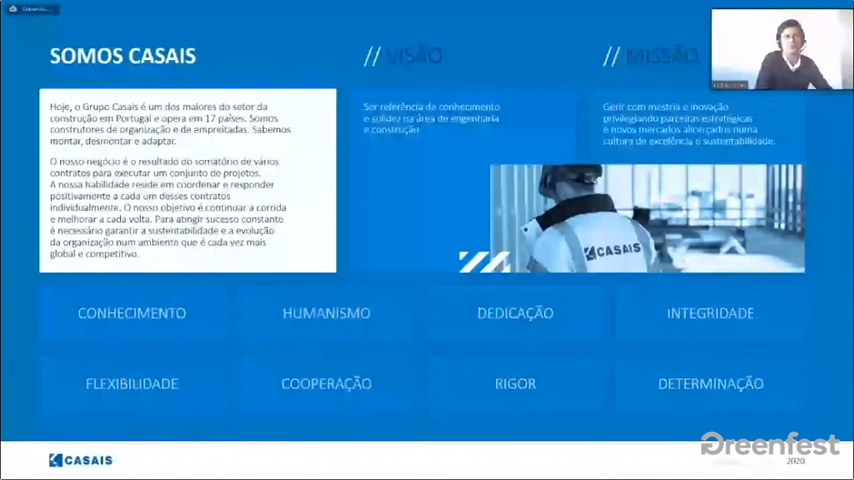 SOMOS CASAIS
// VISÃO
// MISSÃO
Hoje, o Grupo Casais é um dos maiores do setor da
construção em Portugal e opera em 17 países. Somos
construtores de organização e de empreitadas. Sabemos
montar, desmontar e adaptar.
O nosso negócio é o resultado do somatório de vários
contratos para executar um conjunto de projetos.
A nossa habilidade reside em coordenar e responder
positivamente a cada um desses contratos
individualmente. O nosso objetivo é continuar a corrida
e melhorar a cada volta. Para atingir sucesso constante
é necessário garantir a sustentabilidade e a evolução
da organização num ambiente que é cada vez mais
global e competitivo.
Ser referência de conhecimento
e solidez na área de engenharia
e construção
Gerir com mestria e inovação
privilegiando parceiras estratégicas
e novos mercados alicerçados numa
cultura de excelência e sustentabilidade.
CASAIS
CONHECIMENTO
HUMANISMO
DEDICAÇÃO
INTEGRIDADE
FLEXIBILIDADE
COOPERAÇÃO
RIGOR
DETERMINAÇÃO
CASAIS
Greenfest
2020